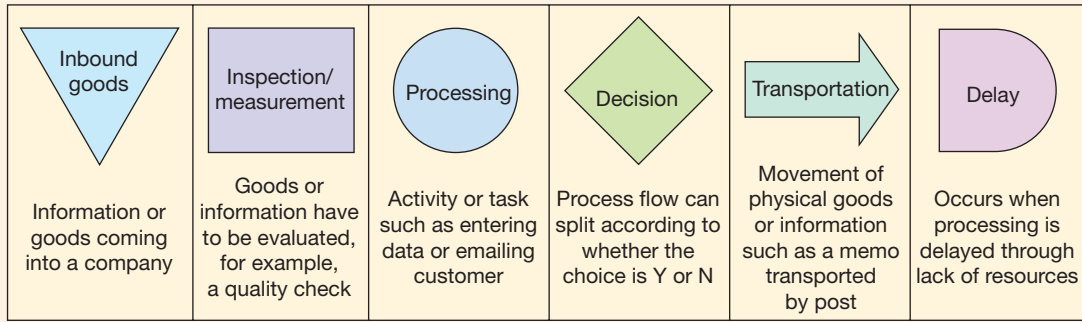 Inbound
goods
Information or
goods coming
into a company
Inspection/
measurement
Goods or
information have
to be evaluated,
for example,
a quality check
Processing
Activity or task
such as entering
data or emailing
customer
Decision
Process flow can
split according to
whether the
choice is Y or N
Transportation
Movement of
physical goods
or information
such as a memo
transported
by post
Delay
Occurs when
processing is
delayed through
lack of resources